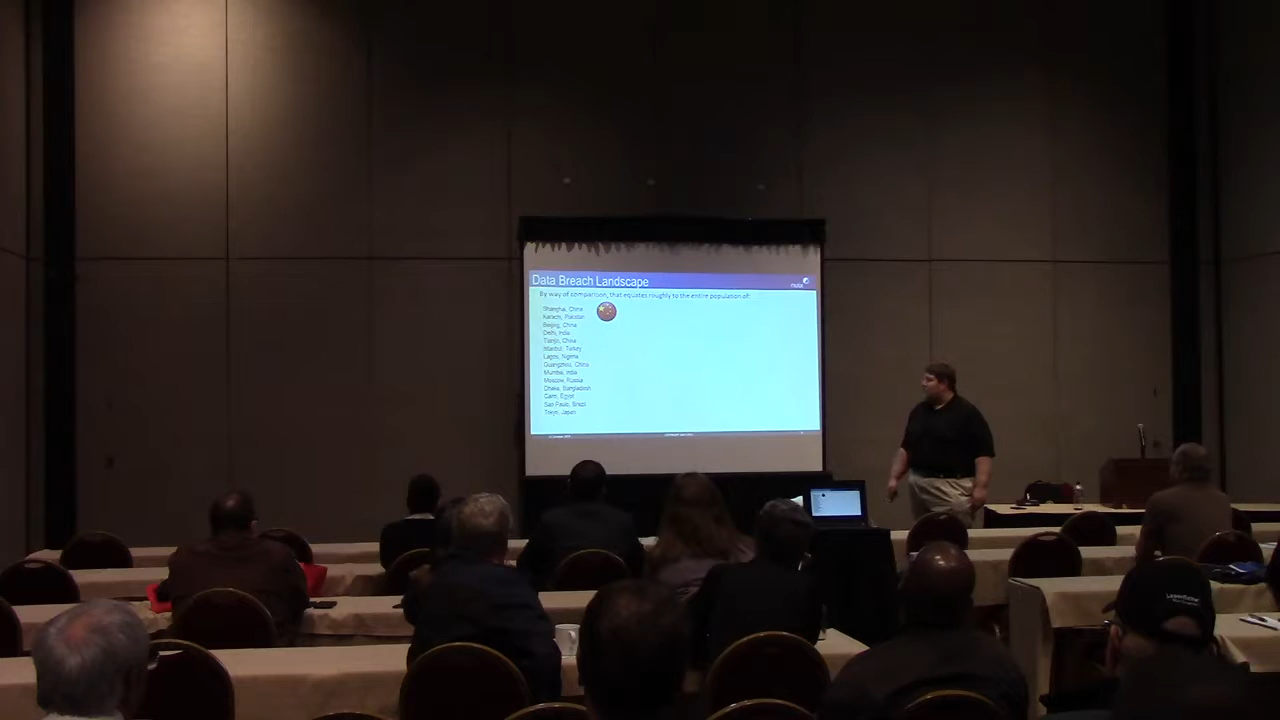 Data Breach Landscape
By way of comparison, that equates roughly to the entire population of:
Shanghai, China
Karachi, Pakistan
Beijing, China
Delhi, India
Tianjin, China
Istanbul, Turkey
Lagos, Nigeria
Guangzhou, China
Mumbai, India
Moscow, Russia
Dhaka, Bangladesh
Cairo, Egypt
Sao Paulo, Brazil
Tokyo, Japan